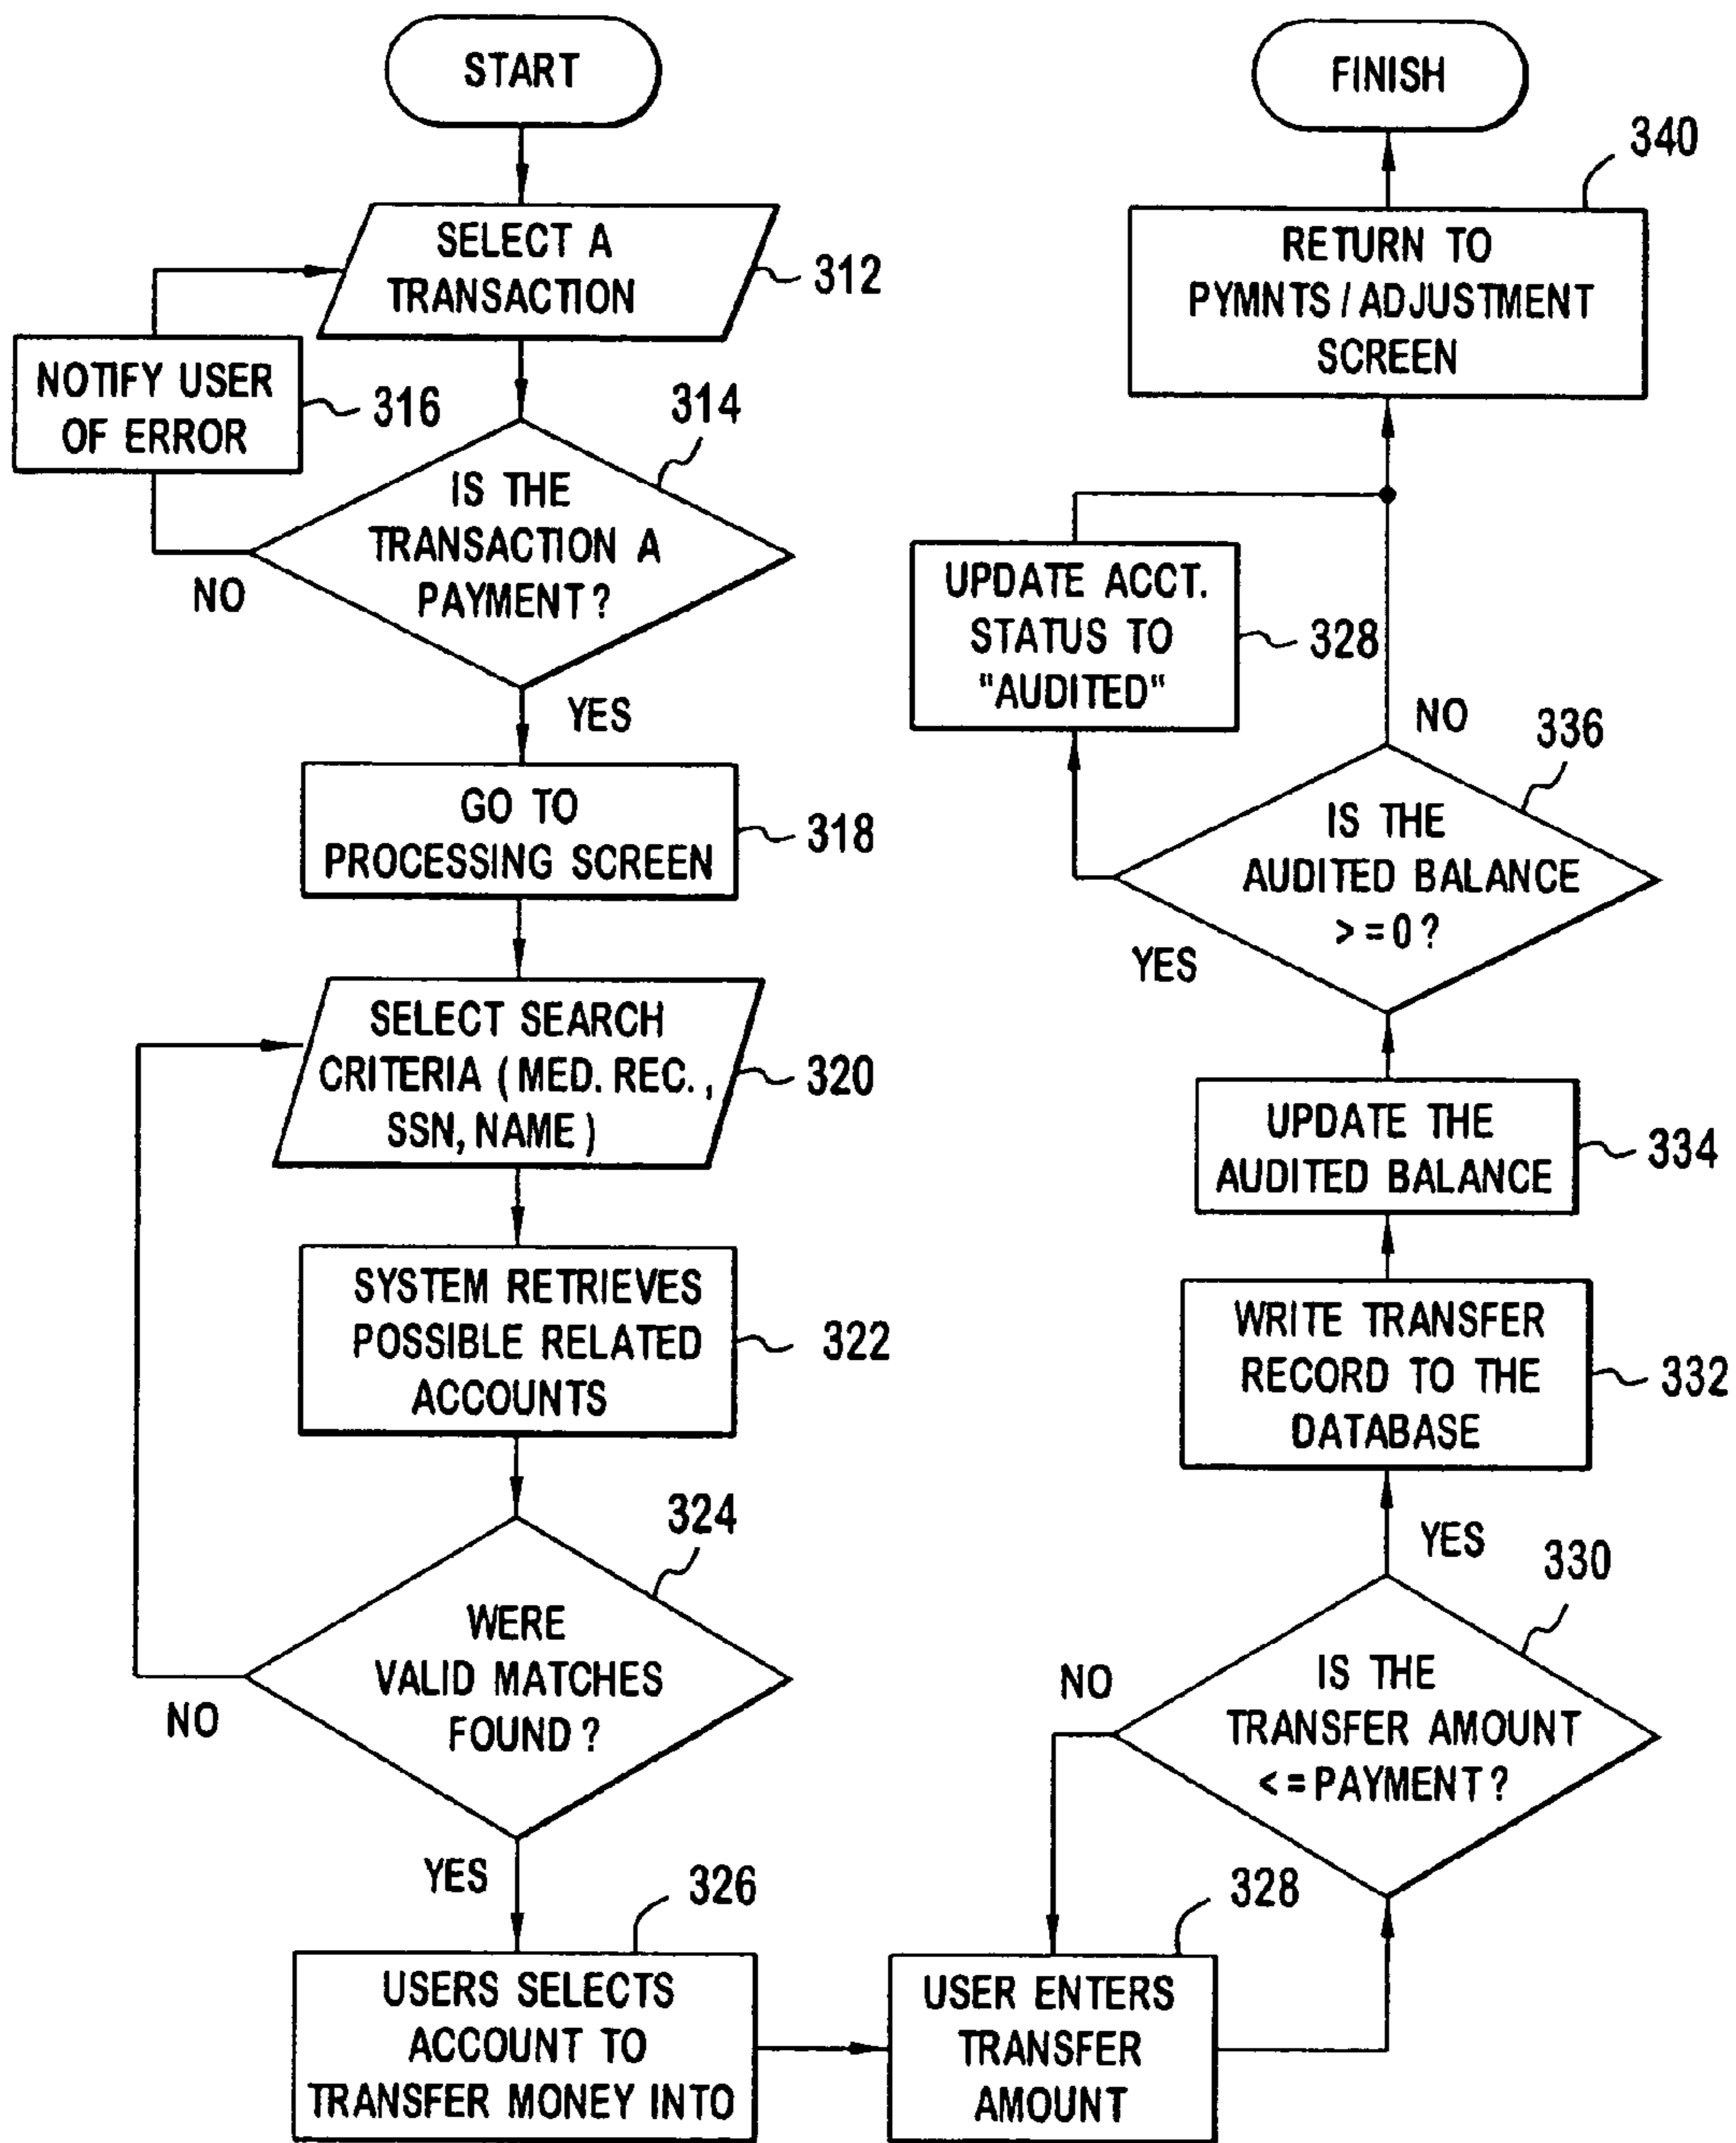 START
SELECT A
TRANSACTION
312
NOTIFY USER
OF ERROR
316
314
IS THE
TRANSACTION A
PAYMENT?
NO
YES
GO TO
PROCESSING SCREEN
318
SELECT SEARCH
CRITERIA (MED. REC.,
SSN, NAME)
320
SYSTEM RETRIEVES
POSSIBLE RELATED
ACCOUNTS
322
324
WERE
VALID MATCHES
FOUND?
NO
YES
326
USERS SELECTS
ACCOUNT TO
TRANSFER MONEY INTO
328
USER ENTERS
TRANSFER
AMOUNT
330
IS THE
TRANSFER AMOUNT
<=PAYMENT?
NO
YES
WRITE TRANSFER
RECORD TO THE
DATABASE
332
UPDATE THE
AUDITED BALANCE
334
336
IS THE
AUDITED BALANCE
>=0?
YES
NO
UPDATE ACCT.
STATUS TO
"AUDITED"
328
340
RETURN TO
PYMNTS/ADJUSTMENT
SCREEN
FINISH